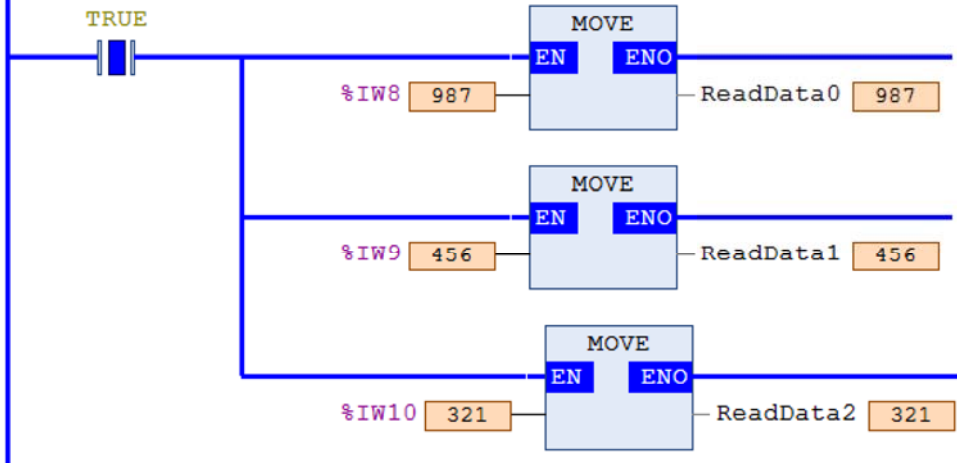 TRUE
MOVE
EN ENO
%IW8 987 ReadData0 987
MOVE
EN ENO
%IW9 456 ReadData1 456
MOVE
EN ENO
%IW10 321 ReadData2 321